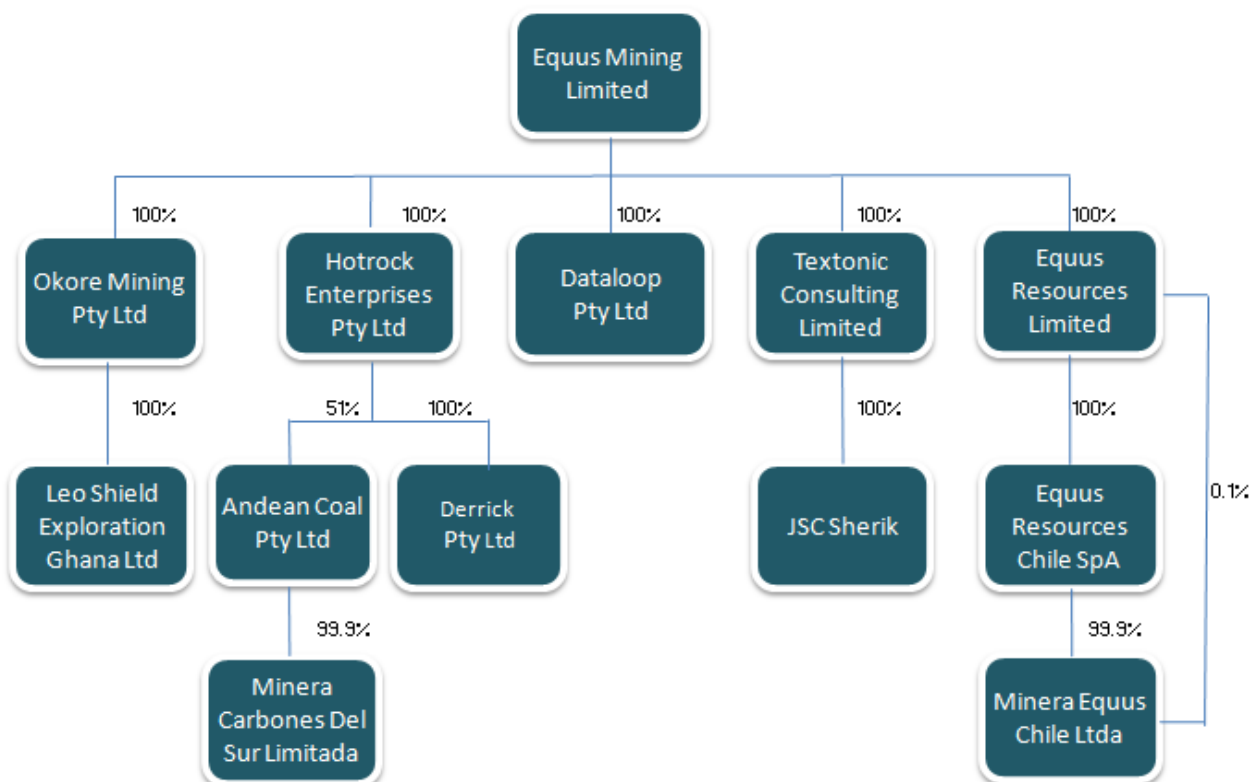 Equus Mining
Limited
100%
100%
100%
100%
100%
Okore Mining
Pty Ltd
Hotrock
Enterprises
Pty Ltd
Dataloop
Pty Ltd
Textonic
Consulting
Limited
Equus
Resources
Limited
100%
51%
100%
100%
100%
0.1%
Leo Shield
Exploration
Ghana Ltd
Andean Coal
Pty Ltd
Derrick
Pty Ltd
JSC Sherik
Equus
Resources
Chile SpA
99.9%
99.9%
Minera
Carbones Del
Sur Limitada
Minera Equus
Chile Ltda